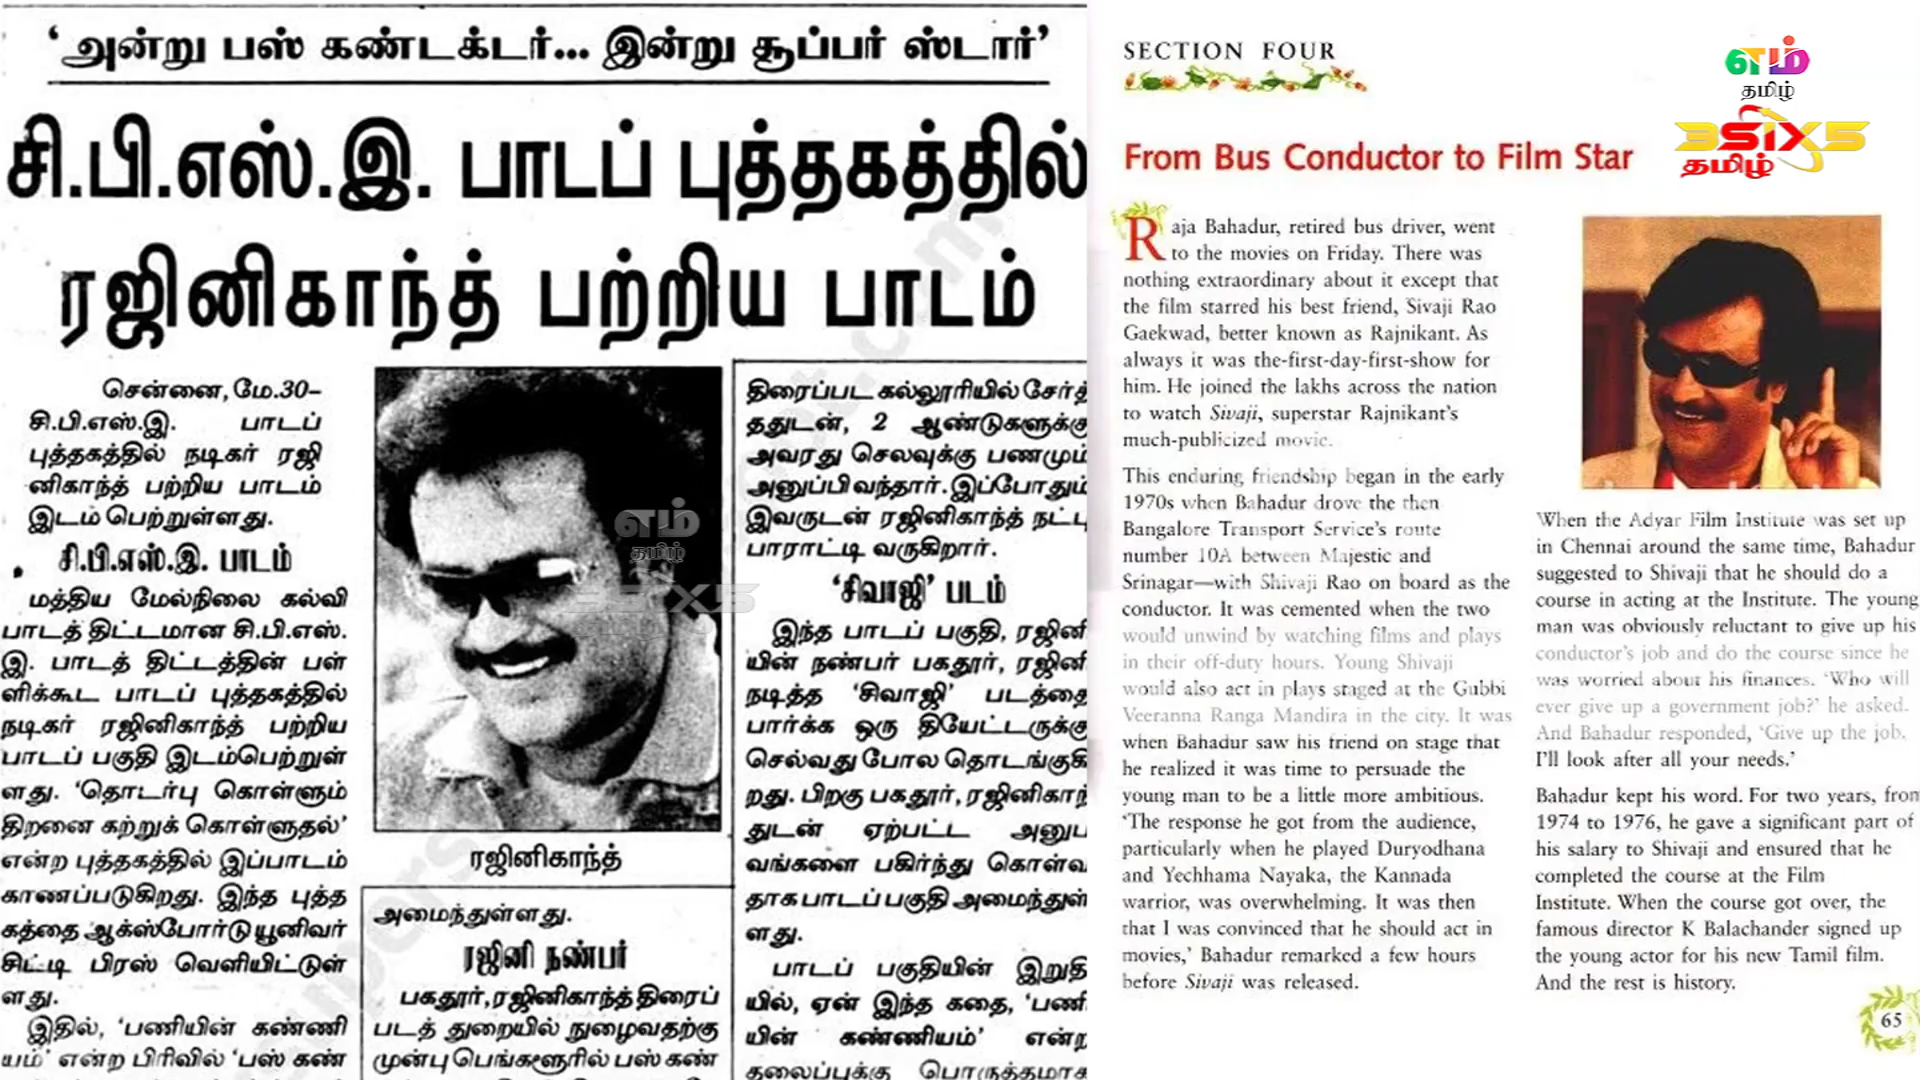 ‘அன்று பஸ் கண்டக்டர்... இன்று சூப்பர் ஸ்டார்’
சி.பி.எஸ்.இ. பாடப் புத்தகத்தில்
ரஜினிகாந்த் பற்றிய பாடம்
சென்னை, மே.30–
சி.பி.எஸ்.இ. பாடப்
புத்தகத்தில் நடிகர் ரஜி
னிகாந்த் பற்றிய பாடம்
இடம் பெற்றுள்ளது.
சி.பி.எஸ்.இ. பாடம்
மத்திய மேல்நிலை கல்வி
பாடத் திட்டமான சி.பி.எஸ்.
இ. பாடத் திட்டத்தின் பள்
ளிக்கூட பாடப் புத்தகத்தில்
நடிகர் ரஜினிகாந்த் பற்றிய
பாடப் பகுதி இடம்பெற்றுள்
ளது. ‘தொடர்பு கொள்ளும்
திறனை கற்றுக் கொள்ளுதல்’
என்ற புத்தகத்தில் இப்பாடம்
காணப்படுகிறது. இந்த புத்த
கத்தை ஆக்ஸ்போர்டு யூனிவர்
சிட்டி பிரஸ் வெளியிட்டுள்
ளது.
இதில், ‘பணியின் கண்ணி
யம்’ என்ற பிரிவில் ‘பஸ் கண்
ரஜினிகாந்த்
அமைந்துள்ளது.
ரஜினி நண்பர்
பகதூர், ரஜினிகாந்த் திரைப்
படத் துறையில் நுழைவதற்கு
முன்பு பெங்களூரில் பஸ் கண்
திரைப்பட கல்லூரியில் சேர்த்
ததுடன், 2 ஆண்டுகளுக்கு
அவரது செலவுக்கு பணமும்
அனுப்பி வந்தார். இப்போதும்
இவருடன் ரஜினிகாந்த் நட்பு
பாராட்டி வருகிறார்.
‘சிவாஜி’ படம்
இந்த பாடப் பகுதி, ரஜினி
யின் நண்பர் பகதூர், ரஜினி
நடித்த ‘சிவாஜி’ படத்தை
பார்க்க ஒரு தியேட்டருக்கு
செல்வது போல தொடங்குகி
றது. பிறகு பகதூர், ரஜினிகாந்
துடன் ஏற்பட்ட அனுப
வங்களை பகிர்ந்து கொள்வ
தாக பாடப் பகுதி அமைந்துள்
ளது.
பாடப் பகுதியின் இறுதி
யில், ஏன் இந்த கதை, ‘பணி
யின் கண்ணியம்’ என்ற
தலைப்புக்கு பொருத்தமாக
எம்
தமிழ்
3SIX5
SECTION FOUR
From Bus Conductor to Film Star
Raja Bahadur, retired bus driver, went
to the movies on Friday. There was
nothing extraordinary about it except that
the film starred his best friend, Sivaji Rao
Gaekwad, better known as Rajnikant. As
always it was the-first-day-first-show for
him. He joined the lakhs across the nation
to watch Sivaji, superstar Rajnikant's
much-publicized movie.
This enduring friendship began in the early
1970s when Bahadur drove the then
Bangalore Transport Service's route
number 10A between Majestic and
Srinagar—with Shivaji Rao on board as the
conductor. It was cemented when the two
would unwind by watching films and plays
in their off-duty hours. Young Shivaji
would also act in plays staged at the Gubbi
Veeranna Ranga Mandira in the city. It was
when Bahadur saw his friend on stage that
he realized it was time to persuade the
young man to be a little more ambitious.
‘The response he got from the audience,
particularly when he played Duryodhana
and Yechhama Nayaka, the Kannada
warrior, was overwhelming. It was then
that I was convinced that he should act in
movies,’ Bahadur remarked a few hours
before Sivaji was released.
When the Adyar Film Institute was set up
in Chennai around the same time, Bahadur
suggested to Shivaji that he should do a
course in acting at the Institute. The young
man was obviously reluctant to give up his
conductor's job and do the course since he
was worried about his finances. ‘Who will
ever give up a government job?’ he asked.
And Bahadur responded, ‘Give up the job.
I'll look after all your needs.’
Bahadur kept his word. For two years, from
1974 to 1976, he gave a significant part of
his salary to Shivaji and ensured that he
completed the course at the Film
Institute. When the course got over, the
famous director K Balachander signed up
the young actor for his new Tamil film.
And the rest is history.
65
எம்
தமிழ்
3SIX5
தமிழ்